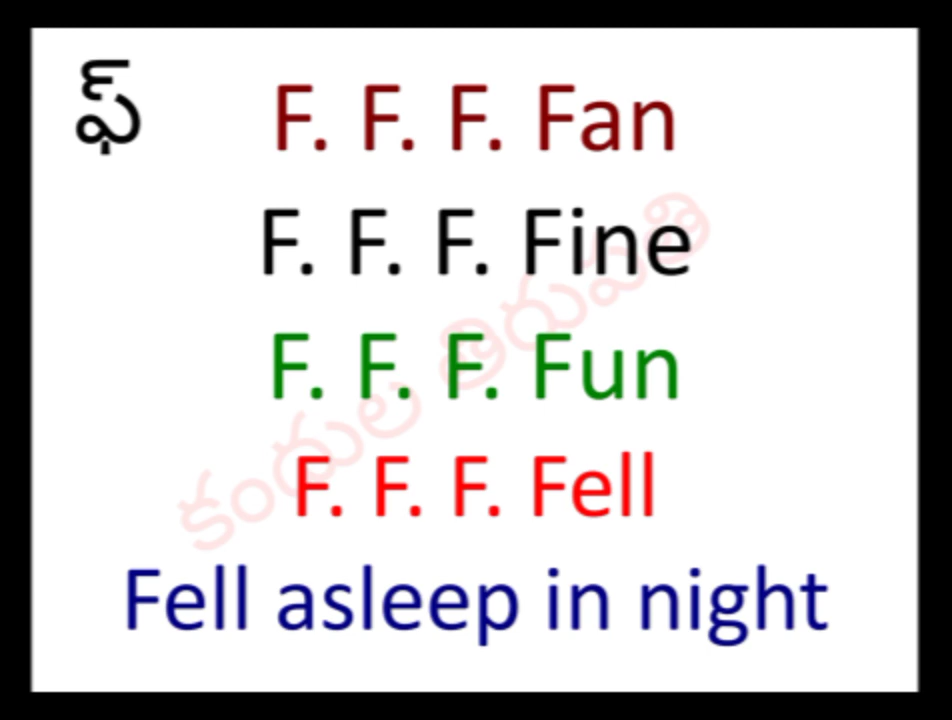 ఫ్
F. F. F. Fan
F. F. F. Fine
F. F. F. Fun
F. F. F. Fell
Fell asleep in night